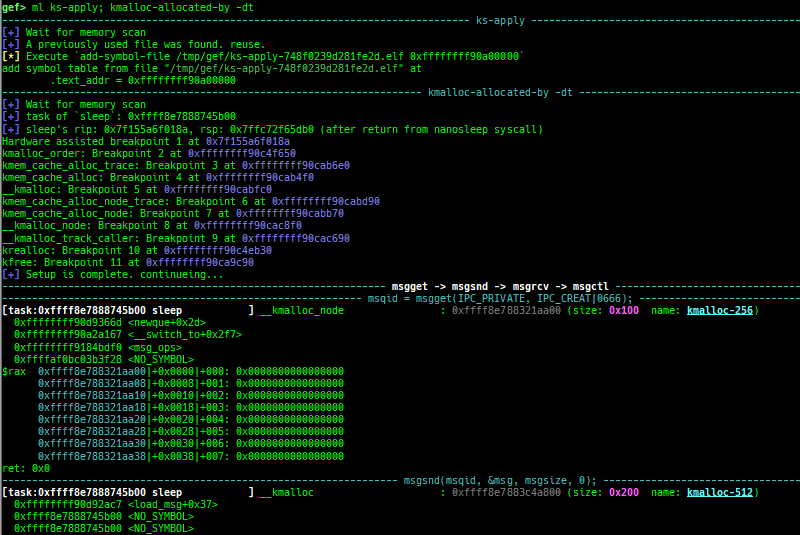 gef> ml ks-apply; kmalloc-allocated-by -dt
ks-apply
[+] Wait for memory scan
[+] A previously used file was found. reuse.
[*] Execute `add-symbol-file /tmp/gef/ks-apply-748f0239d281fe2d.elf 0xffffffff90a00000`
add symbol table from file "/tmp/gef/ks-apply-748f0239d281fe2d.elf" at
.text_addr = 0xffffffff90a00000
kmalloc-allocated-by -dt
[+] Wait for memory scan
[+] task of `sleep`: 0xffff8e7888745b00
[+] sleep's rip: 0x7f155a6f018a, rsp: 0x7ffc72f65db0 (after return from nanosleep syscall)
Hardware assisted breakpoint 1 at 0x7f155a6f018a
kmalloc_order: Breakpoint 2 at 0xffffffff90c4f650
kmem_cache_alloc_trace: Breakpoint 3 at 0xffffffff90cab6e0
kmem_cache_alloc: Breakpoint 4 at 0xffffffff90cab4f0
__kmalloc: Breakpoint 5 at 0xffffffff90cabfc0
kmem_cache_alloc_node_trace: Breakpoint 6 at 0xffffffff90cabd90
kmem_cache_alloc_node: Breakpoint 7 at 0xffffffff90cabb70
__kmalloc_node: Breakpoint 8 at 0xffffffff90cac8f0
__kmalloc_track_caller: Breakpoint 9 at 0xffffffff90cac690
krealloc: Breakpoint 10 at 0xffffffff90c4eb30
kfree: Breakpoint 11 at 0xffffffff90ca9c90
[+] Setup is complete. continueing...
msgget -> msgsnd -> msgrcv -> msgctl
msqid = msgget(IPC_PRIVATE, IPC_CREAT|0666);
[task:0xffff8e7888745b00 sleep ] __kmalloc_node : 0xffff8e788321aa00 (size: 0x100 name: kmalloc-256)
0xffffffff90d9366d <newque+0x2d>
0xffffffff90a2a167 <__switch_to+0x2f7>
0xffffffff9184bdf0 <msg_ops>
0xffffaf0bc03b3f28 <NO_SYMBOL>
$rax 0xffff8e788321aa00|+0x0000|+000: 0x0000000000000000
0xffff8e788321aa08|+0x0008|+001: 0x0000000000000000
0xffff8e788321aa10|+0x0010|+002: 0x0000000000000000
0xffff8e788321aa18|+0x0018|+003: 0x0000000000000000
0xffff8e788321aa20|+0x0020|+004: 0x0000000000000000
0xffff8e788321aa28|+0x0028|+005: 0x0000000000000000
0xffff8e788321aa30|+0x0030|+006: 0x0000000000000000
0xffff8e788321aa38|+0x0038|+007: 0x0000000000000000
ret: 0x0
msgsnd(msqid, &msg, msgsize, 0);
[task:0xffff8e7888745b00 sleep ] __kmalloc : 0xffff8e7883c4a800 (size: 0x200 name: kmalloc-512)
0xffffffff90d92ac7 <load_msg+0x37>
0xffff8e7888745b00 <NO_SYMBOL>
0xffff8e7888745b00 <NO_SYMBOL>